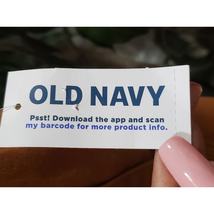 OLD NAVY
Psst! Download the app and scan
my barcode for more product info.